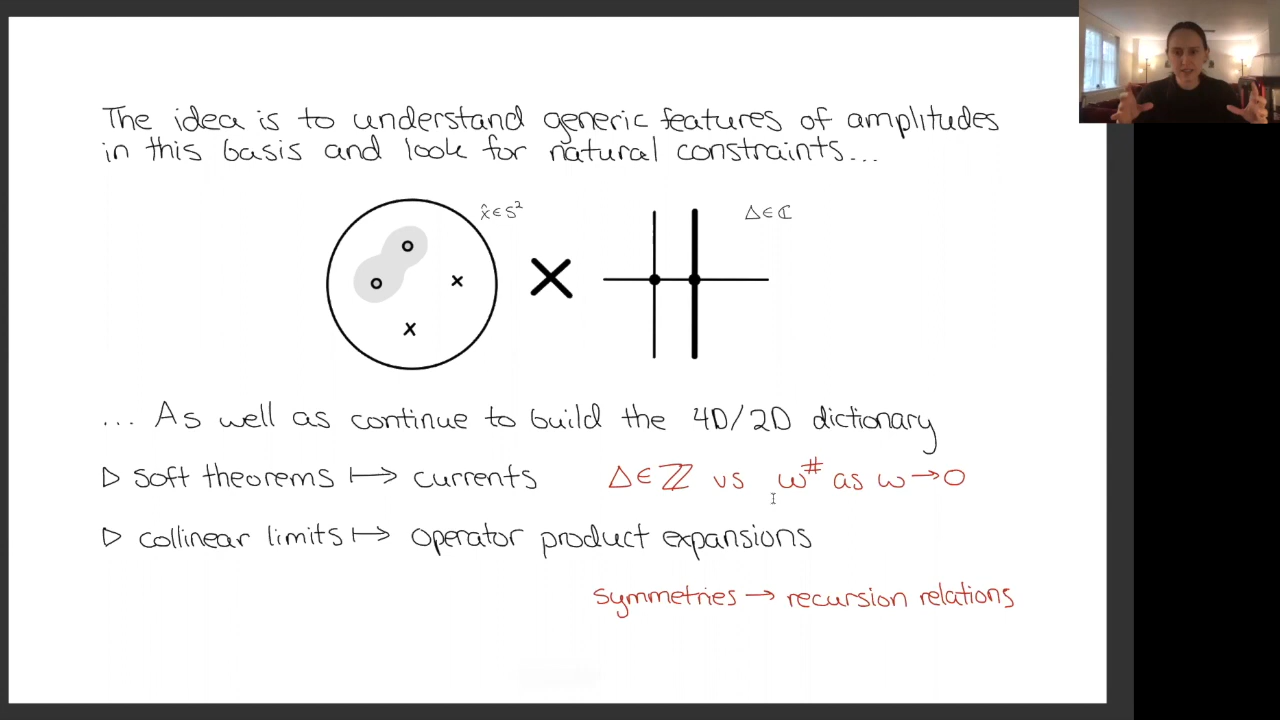 The idea is to understand generic features of amplitudes
in this basis and look for natural constraints...
x̂ ∈ S²
Δ ∈ ℂ
... As well as continue to build the 4D/2D dictionary
▷ soft theorems ↦ currents Δ ∈ ℤ vs ω^# as ω → 0
▷ collinear limits ↦ operator product expansions
symmetries → recursion relations